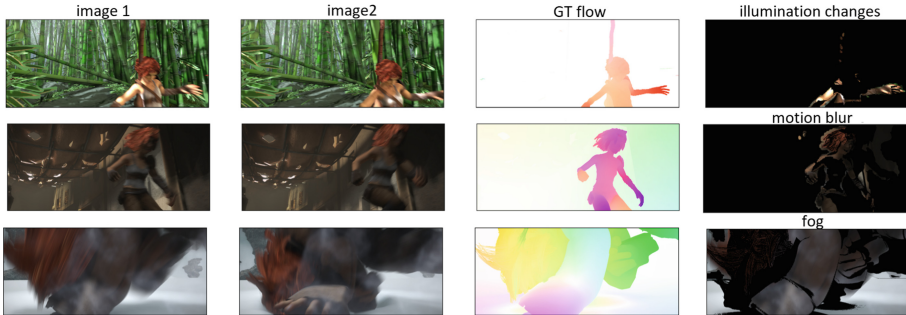 image 1
image2
GT flow
illumination changes
motion blur
fog